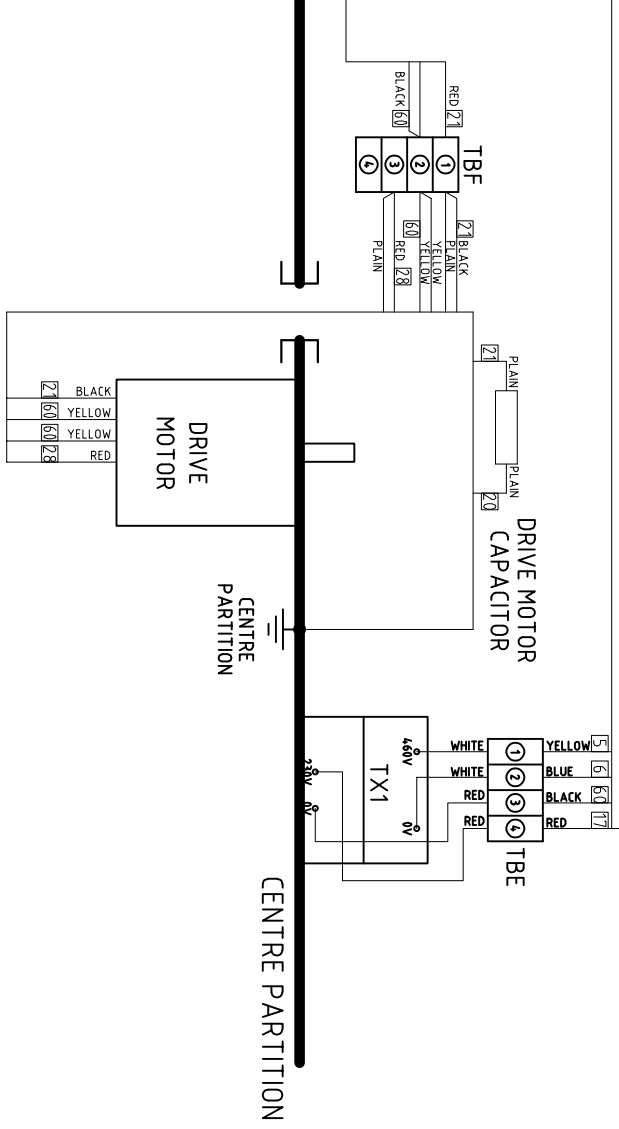 BLACK 60
RED 21
TBF
1
2
3
4
21 BLACK
PLAIN
YELLOW
60 YELLOW
RED 28
PLAIN
21 PLAIN
PLAIN
20
DRIVE MOTOR
CAPACITOR
21 BLACK
60 YELLOW
60 YELLOW
28 RED
DRIVE
MOTOR
CENTRE
PARTITION
460V
0V
TX1
230V
0V
WHITE
WHITE
RED
RED
1
2
3
4
TBE
YELLOW 5
BLUE 6
BLACK 60
RED 17
CENTRE PARTITION